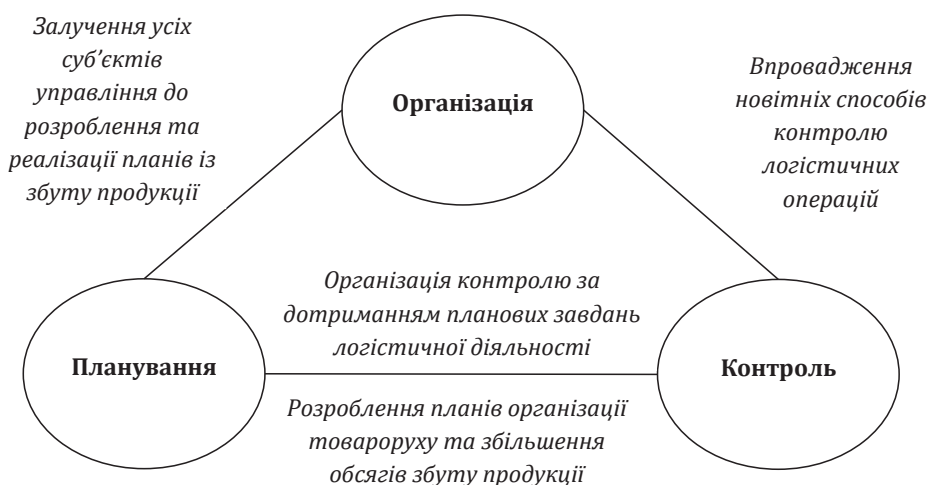 Залучення усіх
суб’єктів
управління до
розроблення та
реалізації планів із
збуту продукції
Організація
Впровадження
новітніх способів
контролю
логістичних
операцій
Організація контролю за
дотриманням планових завдань
логістичної діяльності
Планування
Контроль
Розроблення планів організації
товароруху та збільшення
обсягів збуту продукції